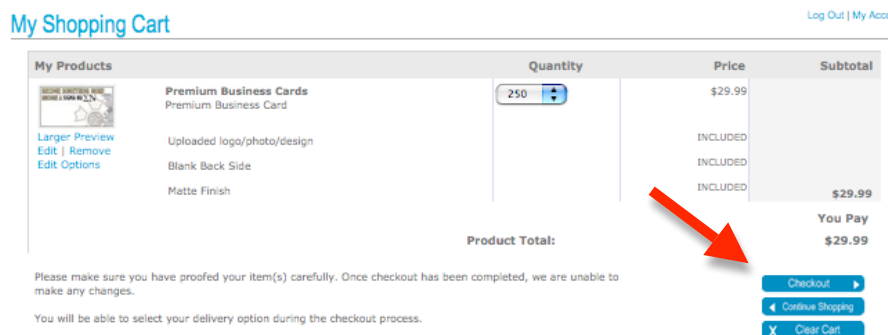 Log Out | My Acco
My Shopping Cart
My Products Quantity Price Subtotal
Premium Business Cards 250 $29.99
Premium Business Card
Larger Preview
Edit | Remove
Edit Options
Uploaded logo/photo/design INCLUDED
Blank Back Side INCLUDED
Matte Finish INCLUDED $29.99
You Pay
Product Total: $29.99
Please make sure you have proofed your item(s) carefully. Once checkout has been completed, we are unable to
make any changes.
You will be able to select your delivery option during the checkout process.
Checkout
Continue Shopping
X Clear Cart